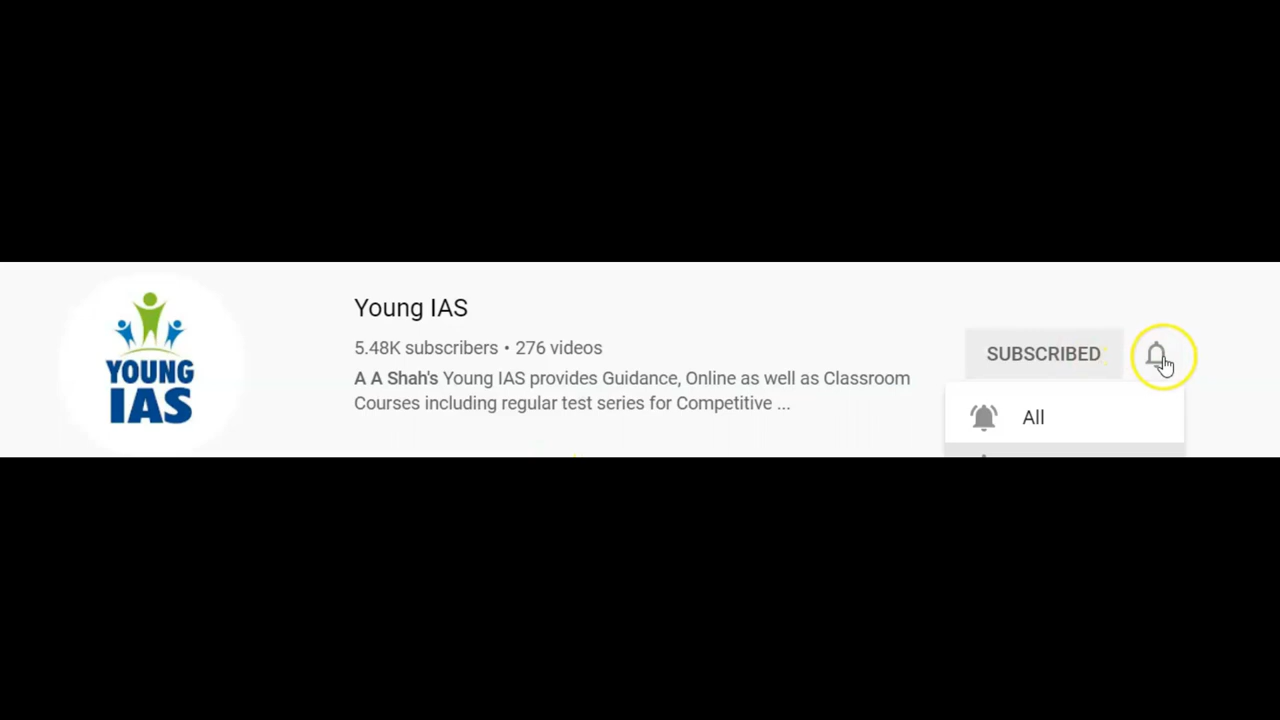 YOUNG
IAS
Young IAS
5.48K subscribers • 276 videos
A A Shah's Young IAS provides Guidance, Online as well as Classroom
Courses including regular test series for Competitive ...
SUBSCRIBED
All